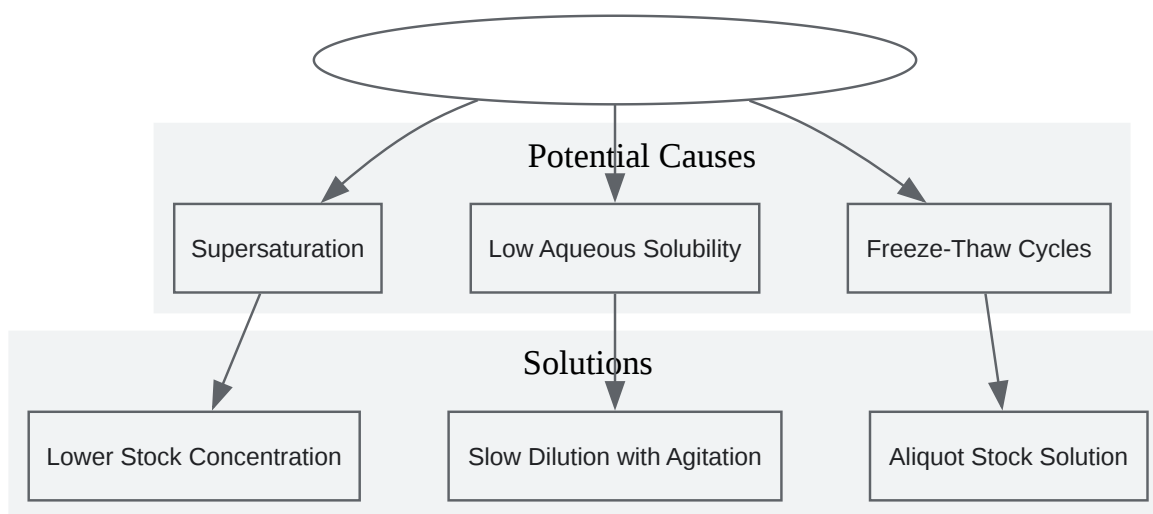 Potential Causes
Supersaturation
Low Aqueous Solubility
Freeze-Thaw Cycles
Solutions
Lower Stock Concentration
Slow Dilution with Agitation
Aliquot Stock Solution